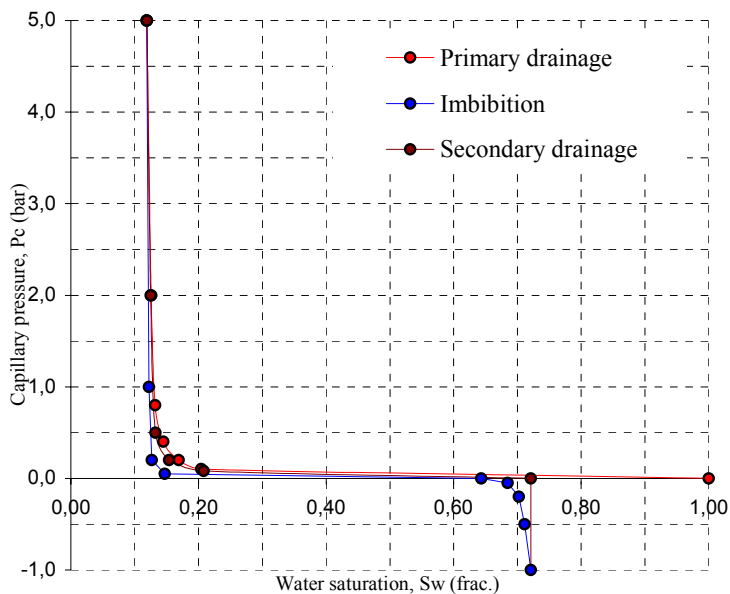 5,0
4,0
3,0
2,0
1,0
0,0
-1,0
Capillary pressure, Pc (bar)
Primary drainage
Imbibition
Secondary drainage
0,00
0,20
0,40
0,60
0,80
1,00
Water saturation, Sw (frac.)